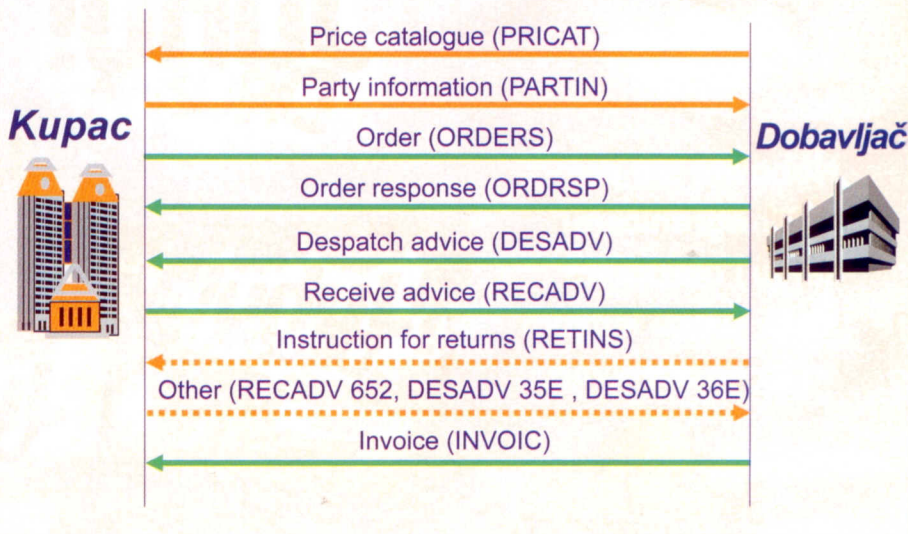 Price catalogue (PRICAT)
Party information (PARTIN)
Kupac
Order (ORDERS)
Dobavljač
Order response (ORDRSP)
Despatch advice (DESADV)
Receive advice (RECADV)
Instruction for returns (RETINS)
Other (RECADV 652, DESADV 35E , DESADV 36E)
Invoice (INVOIC)